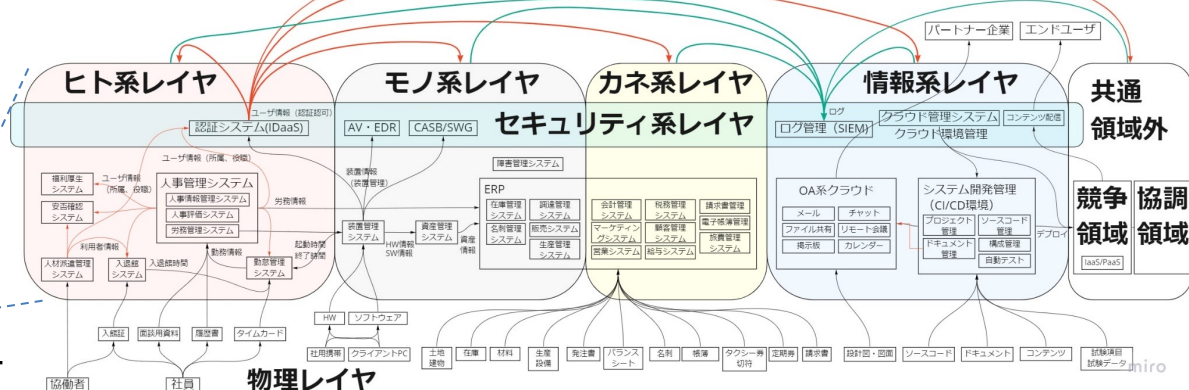 パートナー企業
エンドユーザ
ヒト系レイヤ
モノ系レイヤ
カネ系レイヤ
情報系レイヤ
共通
領域外
ユーザ情報（認証認可）
認証システム(IDaaS)
AV・EDR
CASB/SWG
セキュリティ系レイヤ
ログ
ログ管理（SIEM)
クラウド管理システム
クラウド環境管理
コンテンツ配信
ユーザ情報（所属、役職）
装置情報
（装置管理）
障害管理システム
福利厚生
システム
ユーザ情報
（所属、役職）
安否確認
システム
人事管理システム
人事情報管理システム
人事評価システム
労務管理システム
労務情報
ERP
在庫管理
システム
調達管理
システム
名刺管理
システム
販売システム
生産管理
システム
会計管理
システム
税務管理
システム
請求書管理
マーケティン
グシステム
顧客管理
システム
電子帳簿管理
営業システム
給与システム
旅費管理
システム
OA系クラウド
メール
チャット
ファイル共有
リモート会議
掲示板
カレンダー
システム開発管理
（CI/CD環境）
プロジェクト
管理
ソースコード
管理
ドキュメント
管理
構成管理
自動テスト
デプロイ
競争
領域
IaaS/PaaS
協調
領域
利用者情報
人材派遣管理
システム
入退館
システム
入退館時間
勤務情報
勤怠管理
システム
起動時間
終了時間
装置管理
システム
HW情報
SW情報
資産管理
システム
資産
情報
入館証
面談用資料
履歴書
タイムカード
HW
ソフトウェア
社用携帯
クライアントPC
土地
建物
在庫
材料
生産
設備
発注書
バランス
シート
名刺
帳簿
タクシー券
切符
定期券
請求書
設計図・図面
ソースコード
ドキュメント
コンテンツ
試験項目
試験データ
miro
協働者
社員
物理レイヤ